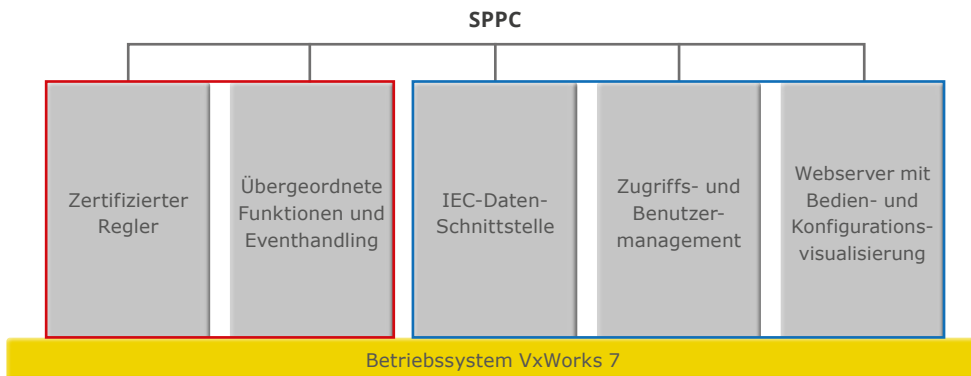 SPPC
Zertifizierter
Regler
Übergeordnete
Funktionen und
Eventhandling
IEC-Daten-
Schnittstelle
Zugriffs- und
Benutzer-
management
Webserver mit
Bedien- und
Konfigurations-
visualisierung
Betriebssystem VxWorks 7